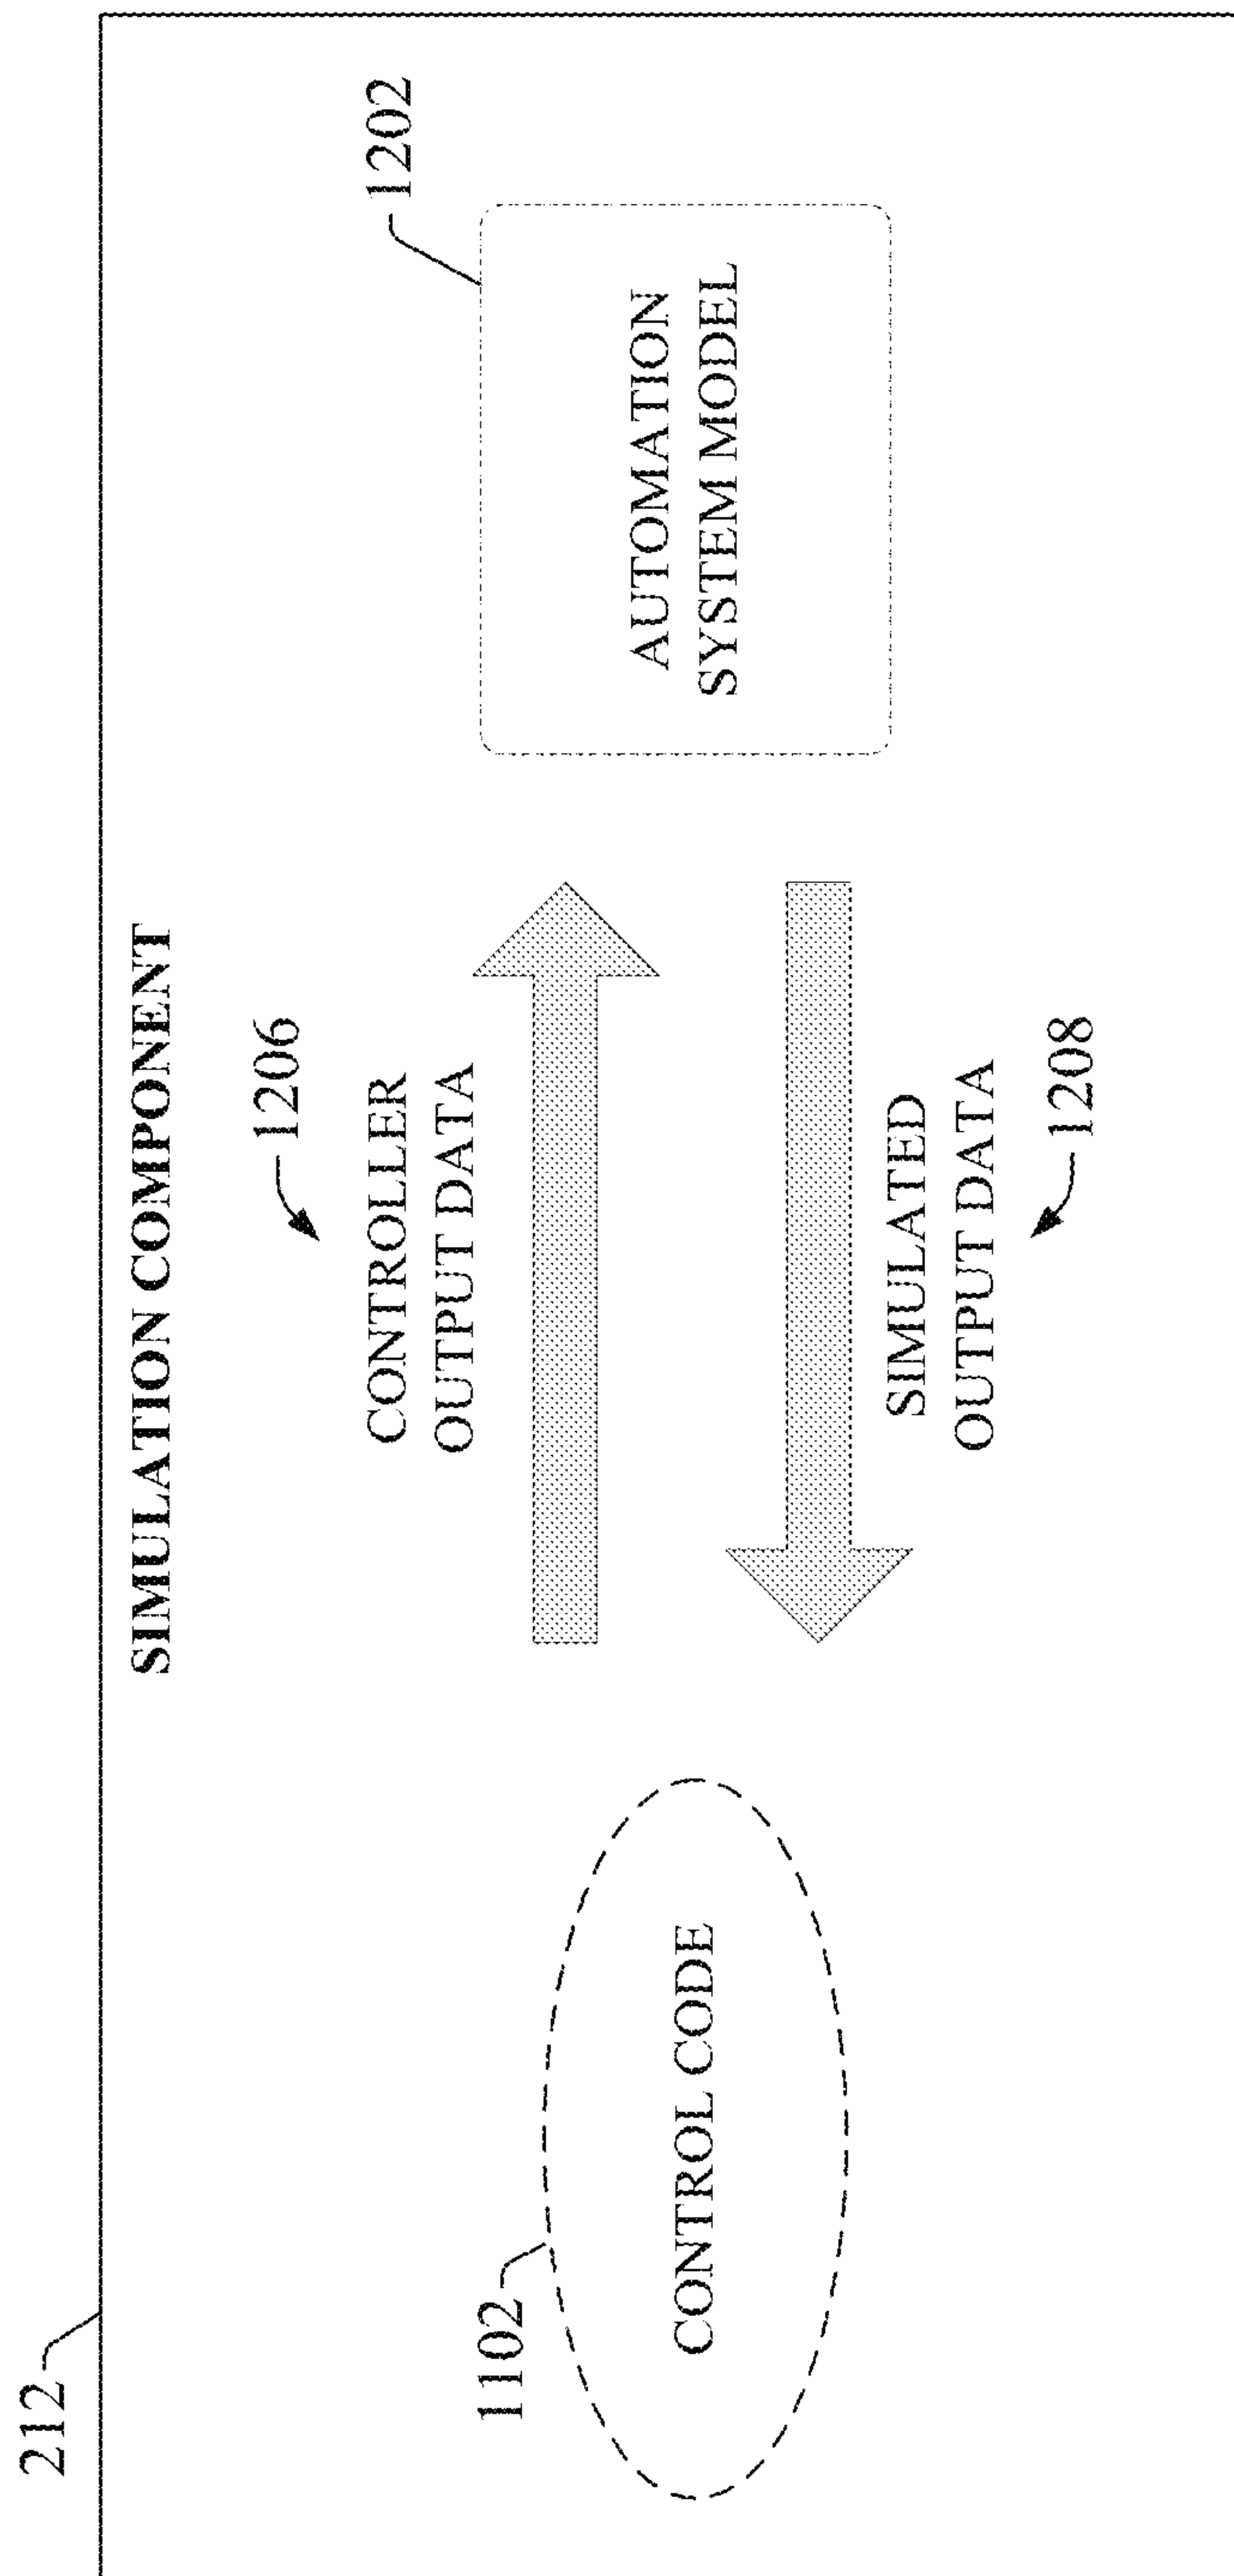 212
SIMULATION COMPONENT
1206
CONTROLLER
OUTPUT DATA
1202
1102
CONTROL CODE
AUTOMATION
SYSTEM MODEL
SIMULATED
OUTPUT DATA
1208